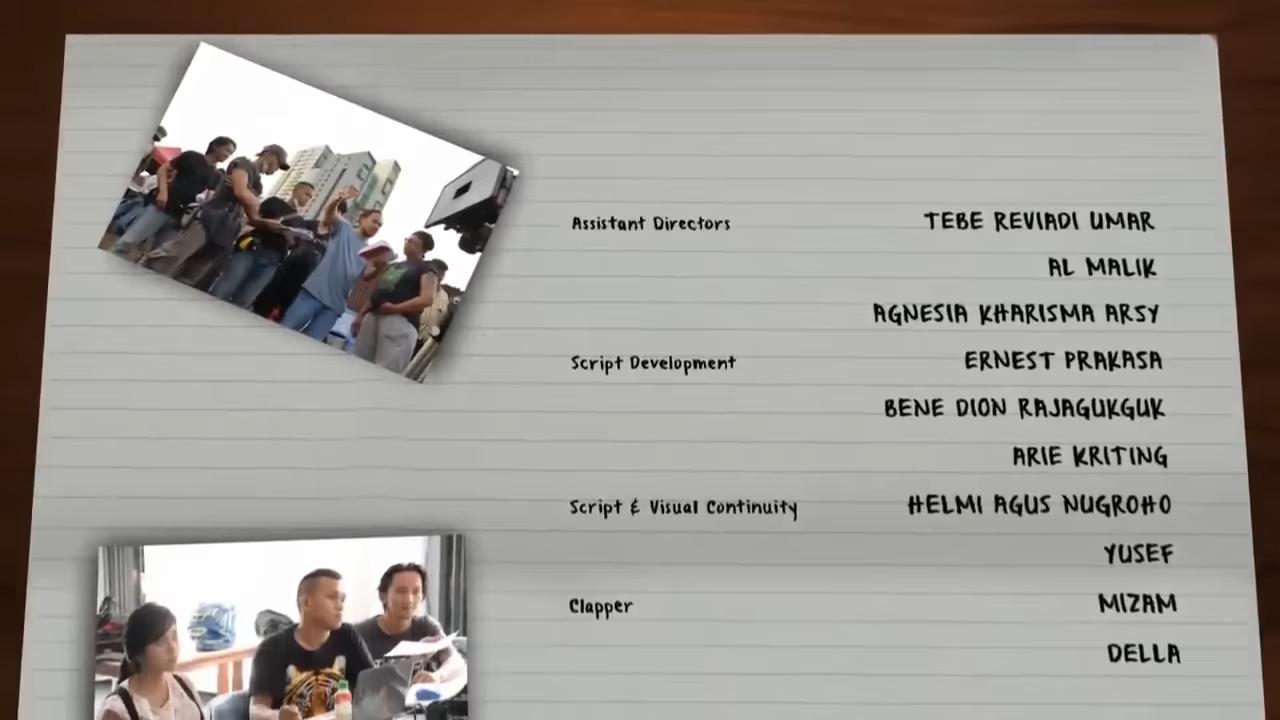 Assistant Directors TEBE REVIADI UMAR
AL MALIK
AGNESIA KHARISMA ARSY
Script Development ERNEST PRAKASA
BENE DION RAJAGUKGUK
ARIE KRITING
Script & Visual Continuity HELMI AGUS NUGROHO
YUSEF
Clapper MIZAM
DELLA